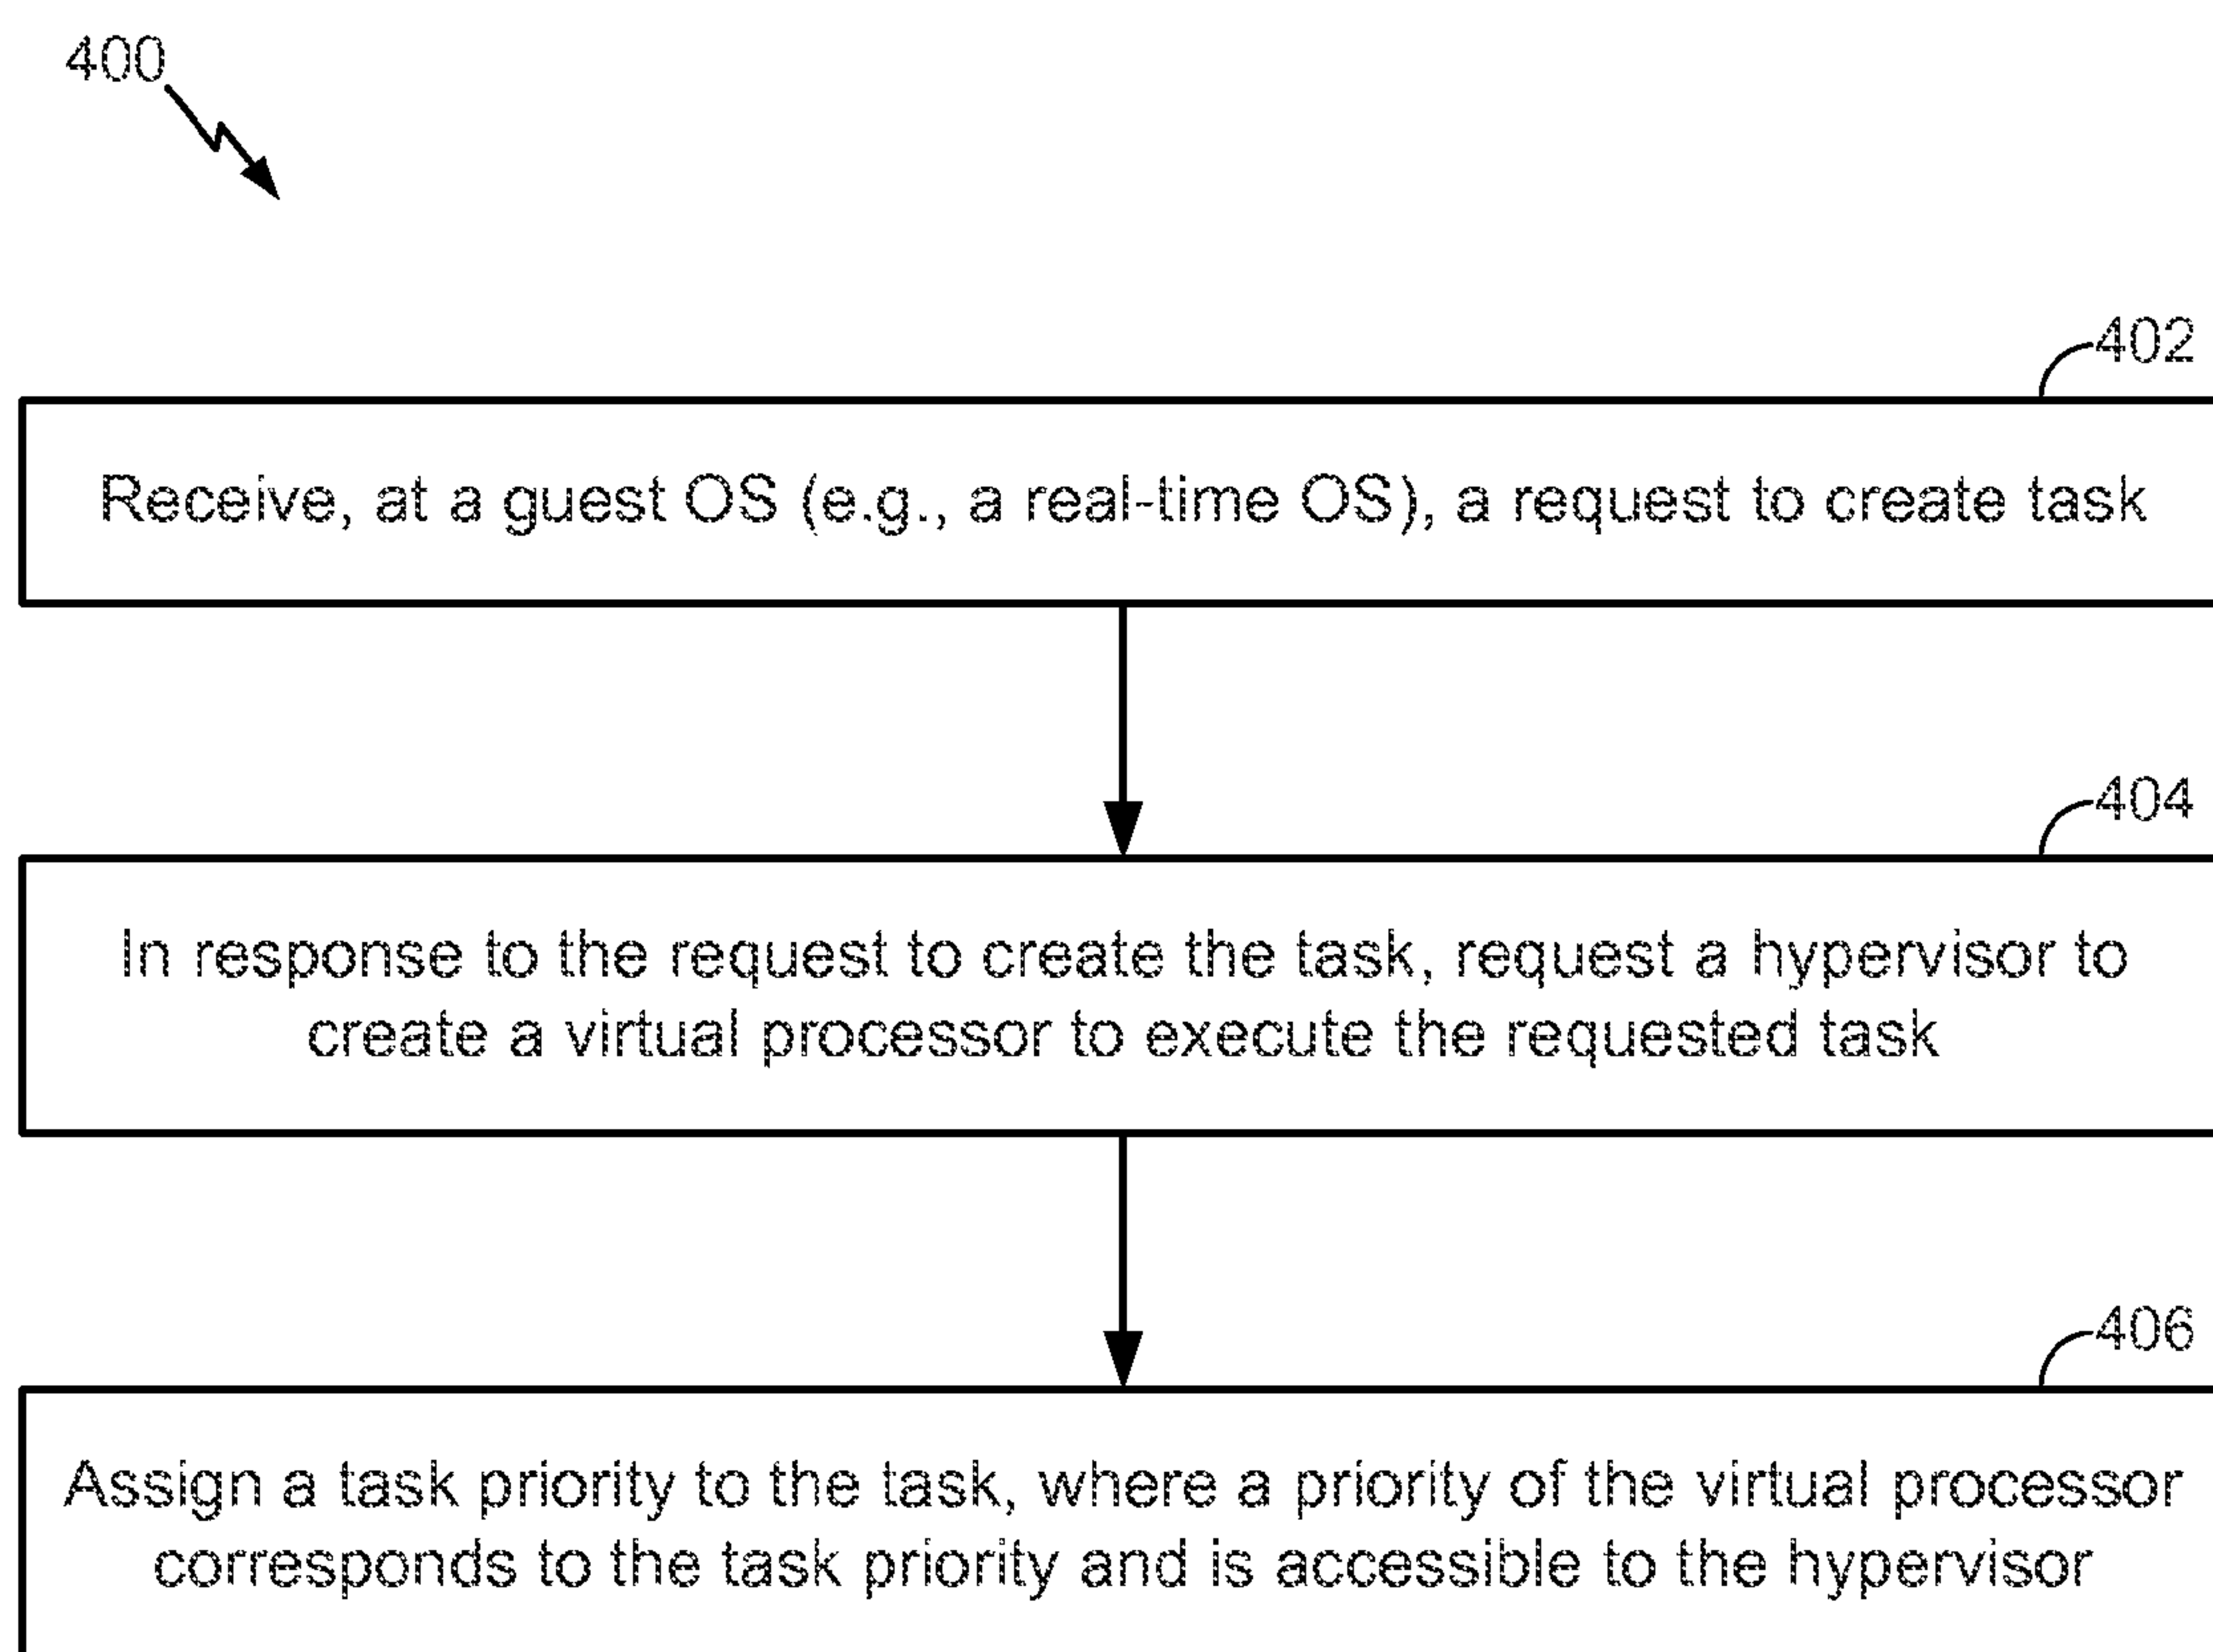 400
402
Receive, at a guest OS (e.g., a real-time OS), a request to create task
404
In response to the request to create the task, request a hypervisor to
create a virtual processor to execute the requested task
406
Assign a task priority to the task, where a priority of the virtual processor
corresponds to the task priority and is accessible to the hypervisor